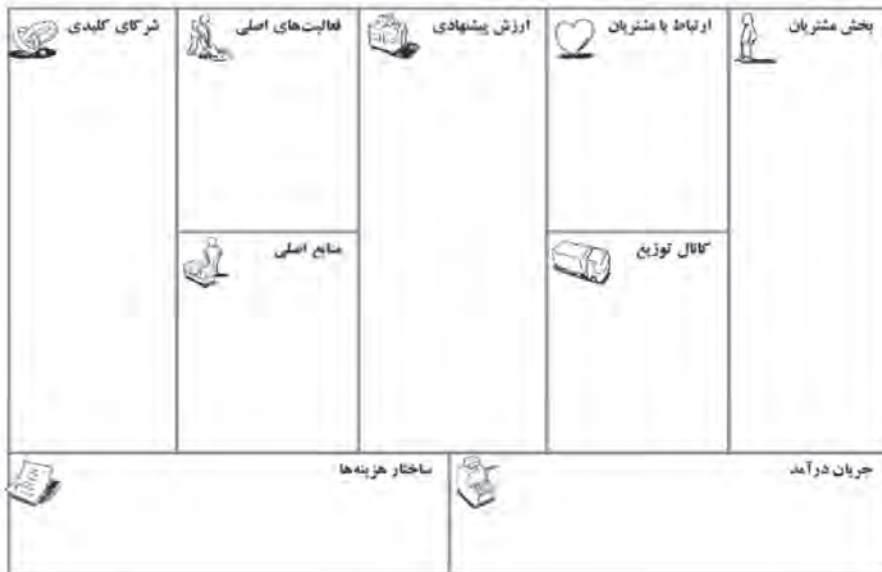 بخش مشتریان
ارتباط با مشتریان
ارزش پیشنهادی
فعالیت‌های اصلی
شرکای کلیدی
کانال توزیع
منابع اصلی
جریان درآمد
ساختار هزینه‌ها